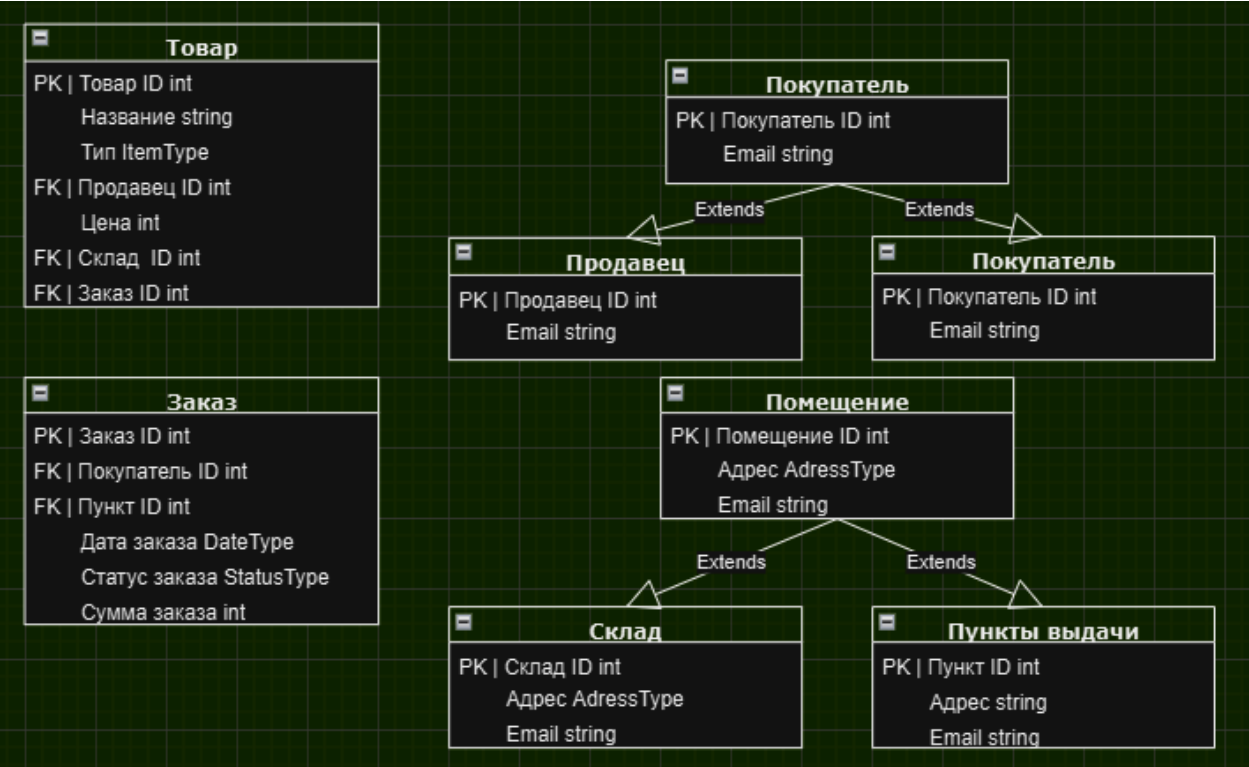 Товар
PK | Товар ID int
Название string
Тип ItemType
FK | Продавец ID int
Цена int
FK | Склад  ID int
FK | Заказ ID int
Покупатель
PK | Покупатель ID int
Email string
Extends
Extends
Продавец
PK | Продавец ID int
Email string
Покупатель
PK | Покупатель ID int
Email string
Заказ
PK | Заказ ID int
FK | Покупатель ID int
FK | Пункт ID int
Дата заказа DateType
Статус заказа StatusType
Сумма заказа int
Помещение
PK | Помещение ID int
Адрес AdressType
Email string
Extends
Extends
Склад
PK | Склад ID int
Адрес AdressType
Email string
Пункты выдачи
PK | Пункт ID int
Адрес string
Email string